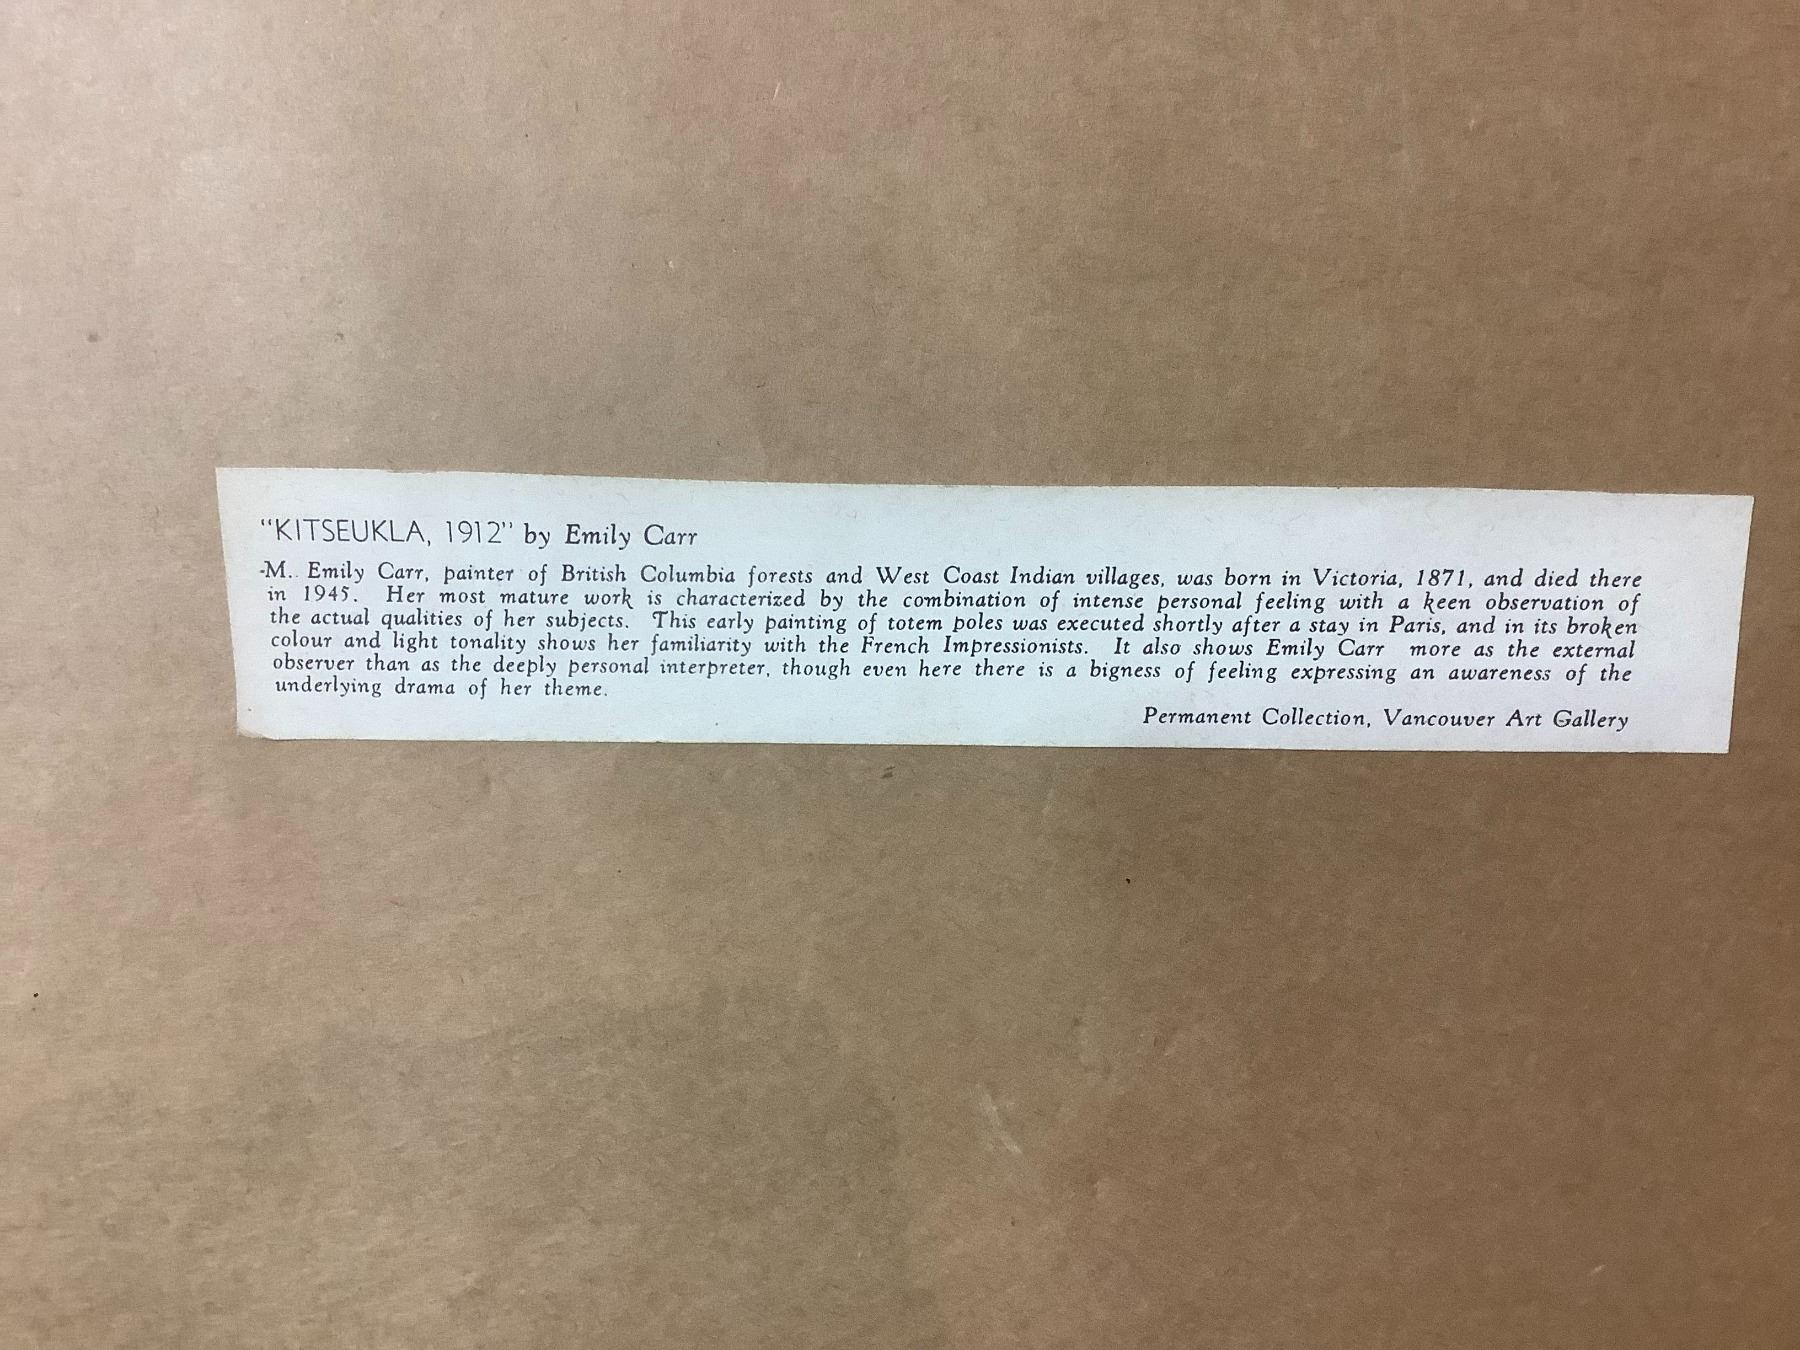 "KITSEUKLA, 1912" by Emily Carr
-M. Emily Carr, painter of British Columbia forests and West Coast Indian villages, was born in Victoria, 1871, and died there
in 1945. Her most mature work is characterized by the combination of intense personal feeling with a keen observation of
the actual qualities of her subjects. This early painting of totem poles was executed shortly after a stay in Paris, and in its broken
colour and light tonality shows her familiarity with the French Impressionists. It also shows Emily Carr more as the external
observer than as the deeply personal interpreter, though even here there is a bigness of feeling expressing an awareness of the
underlying drama of her theme.
Permanent Collection, Vancouver Art Gallery